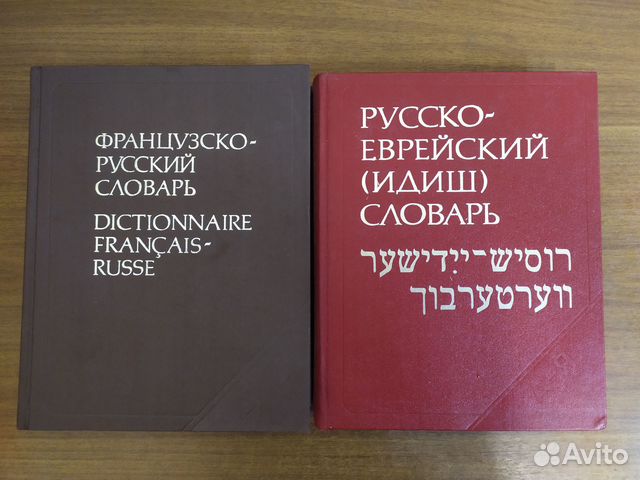 ФРАНЦУЗСКО-
РУССКИЙ
СЛОВАРЬ
DICTIONNAIRE
FRANÇAIS-
RUSSE
РУССКО-
ЕВРЕЙСКИЙ
(ИДИШ)
СЛОВАРЬ
רוסיש-ייִדישער
ווערטערבוך
Avito